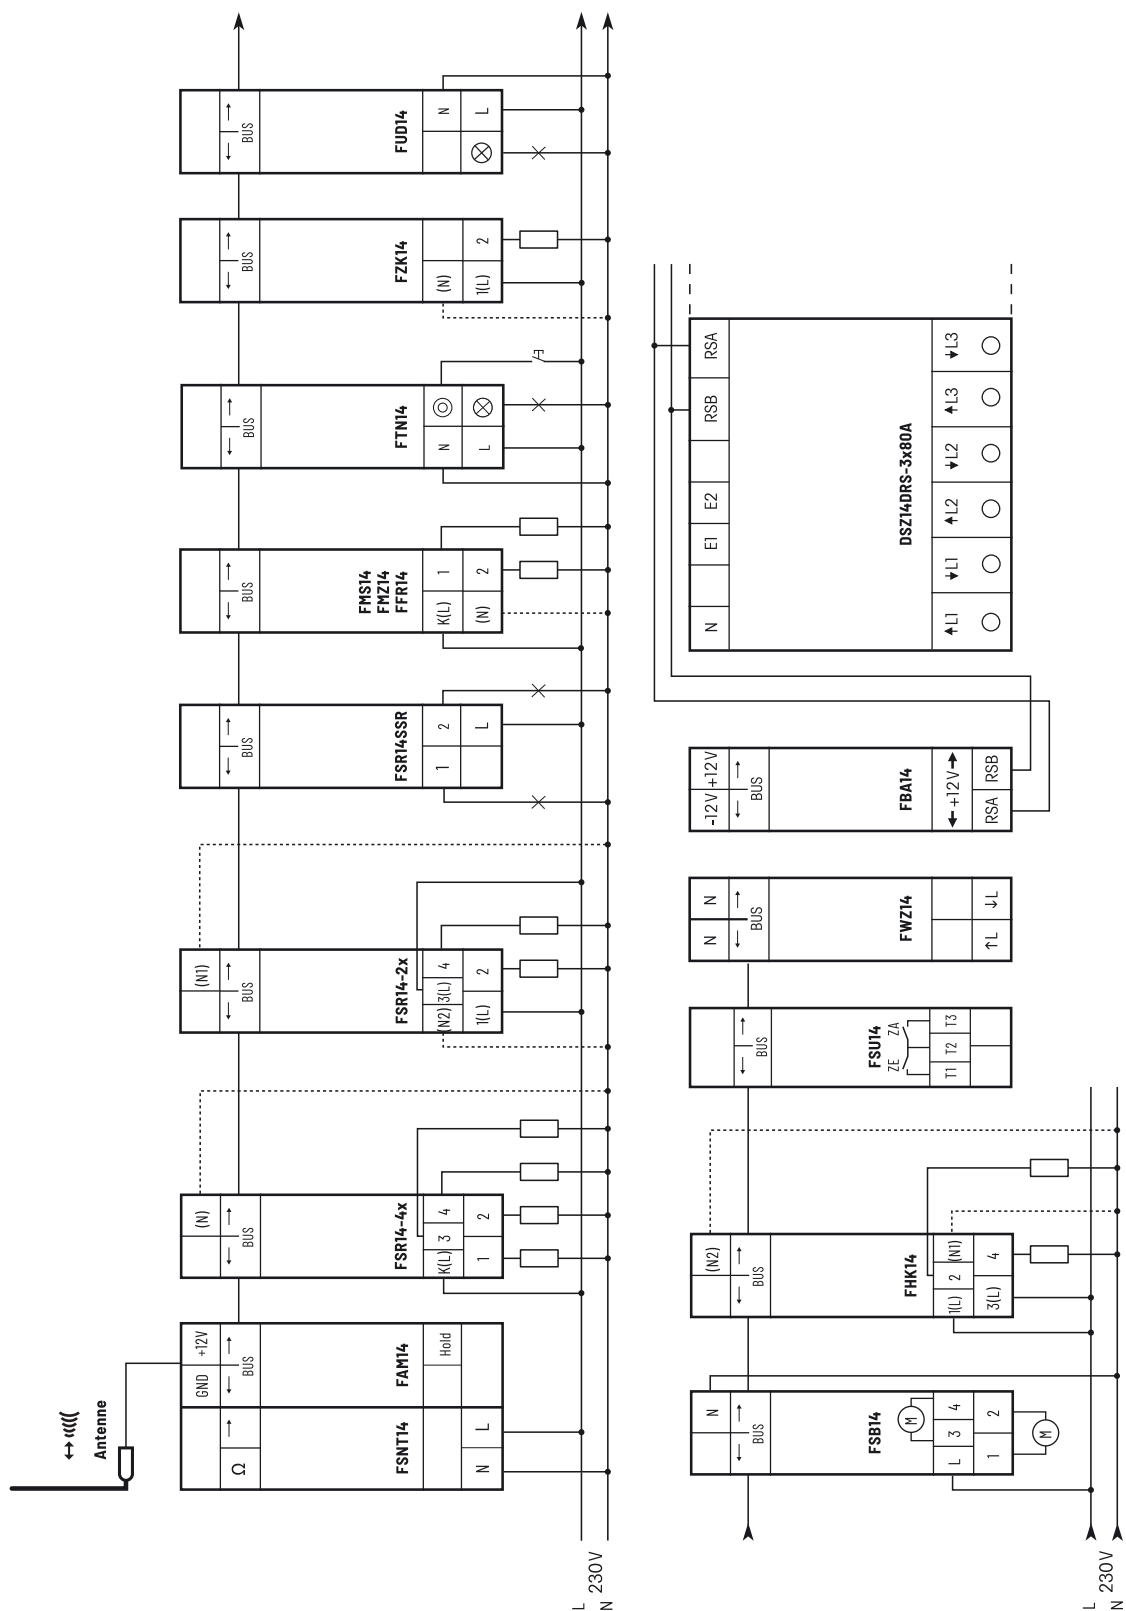 Antenne
Ω
FSNT14
N
L
GND
+12V
BUS
FAM14
Hold
(N)
BUS
FSR14-4x
K(L)
3
4
1
2
(N1)
BUS
FSR14-2x
(N2)
3(L)
4
1(L)
2
BUS
FSR14SSR
1
2
L
BUS
FMS14
FMZ14
FFR14
K(L)
1
(N)
2
BUS
FTN14
N
L
BUS
FZK14
(N)
1(L)
2
BUS
FUD14
N
L
L
230V
N
N
BUS
FSB14
M
L
3
4
1
2
M
(N2)
BUS
FHK14
1(L)
2
(N1)
3(L)
4
BUS
FSU14
ZE
ZA
T1
T2
T3
N
N
BUS
FWZ14
↑L
↓L
-12V
+12V
BUS
FBA14
+12V
RSA
RSB
N
E1
E2
RSB
RSA
DSZ14DRS-3x80A
↑L1
↓L1
↑L2
↓L2
↑L3
↓L3
L
230V
N